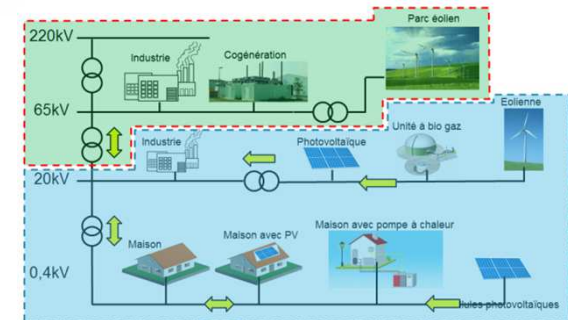 Parc éolien
220kV
Industrie
Cogénération
65kV
Eolienne
Unité à bio gaz
Industrie
Photovoltaïque
20kV
Maison avec pompe à chaleur
Maison avec PV
Maison
0,4kV
photovoltaïques